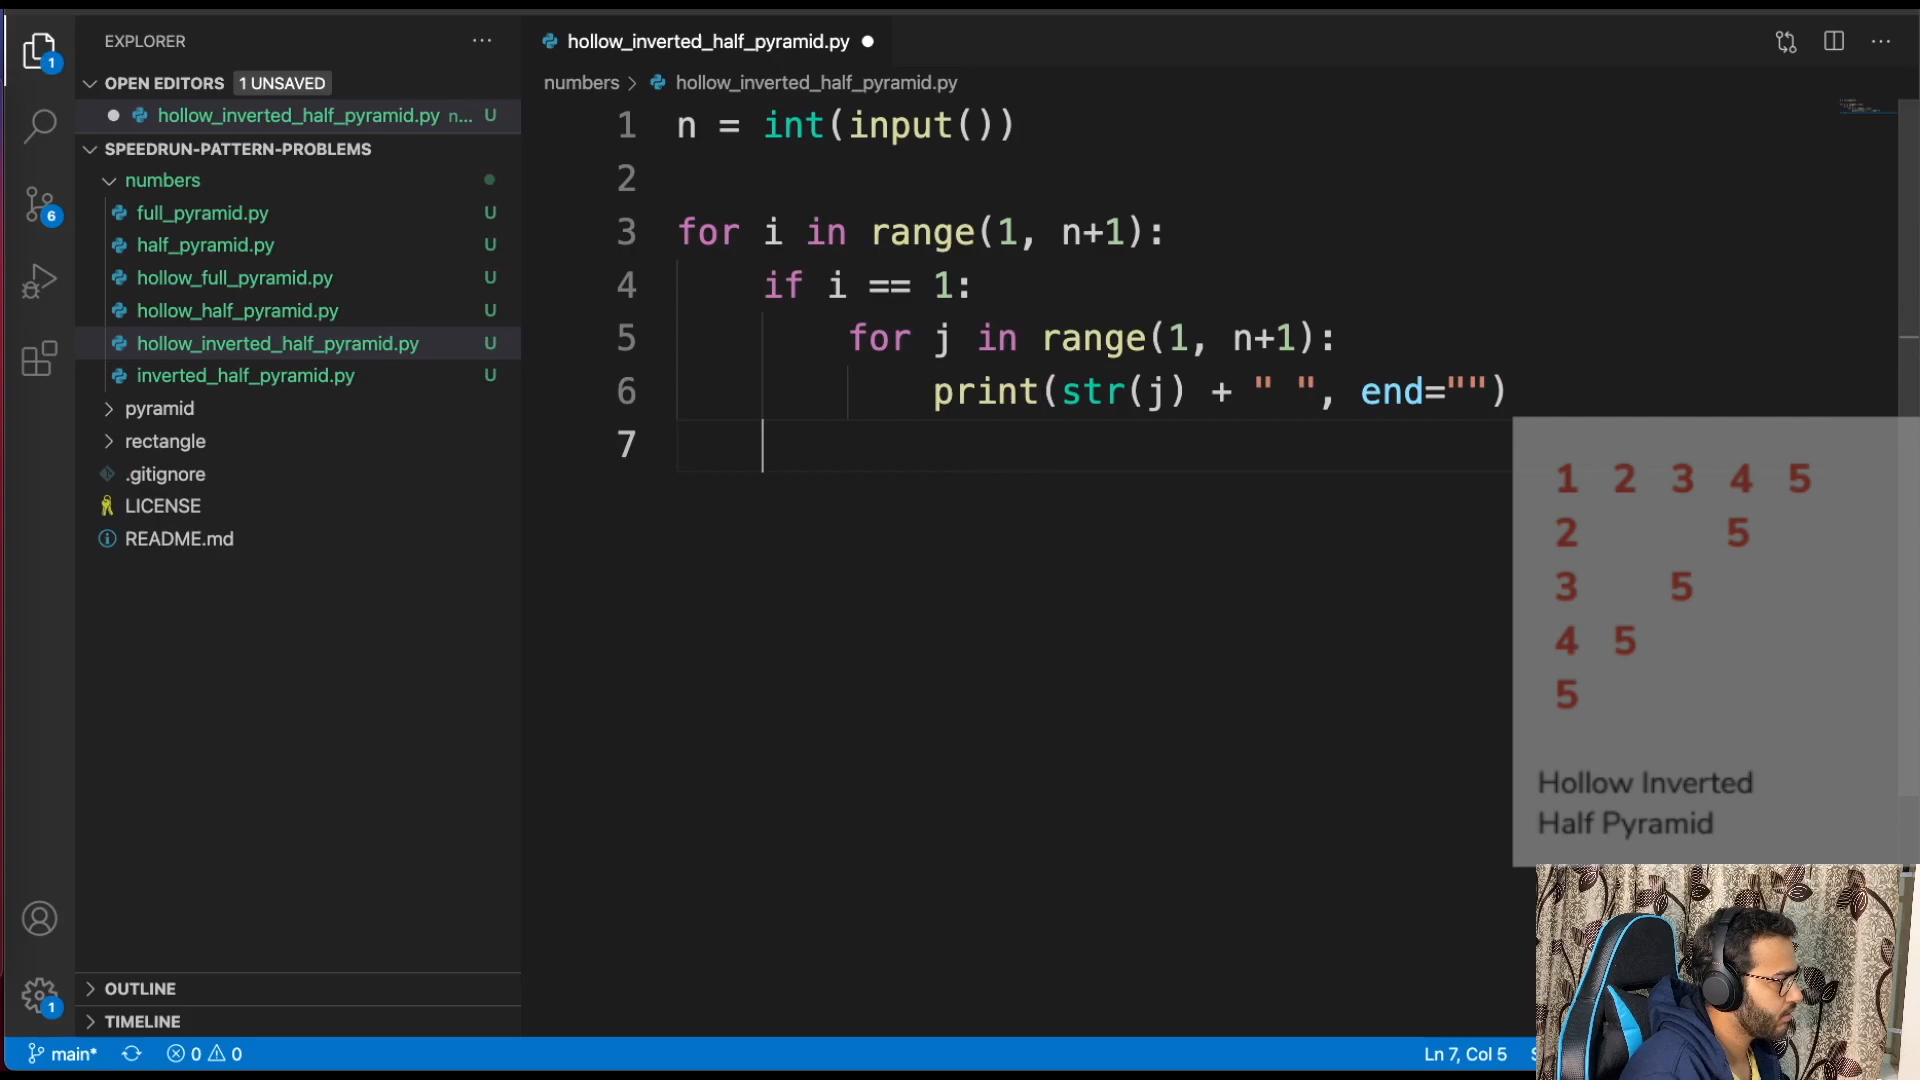 EXPLORER
OPEN EDITORS 1 UNSAVED
hollow_inverted_half_pyramid.py n... U
SPEEDRUN-PATTERN-PROBLEMS
numbers
full_pyramid.py U
half_pyramid.py U
hollow_full_pyramid.py U
hollow_half_pyramid.py U
hollow_inverted_half_pyramid.py U
inverted_half_pyramid.py U
pyramid
rectangle
.gitignore
LICENSE
README.md
OUTLINE
TIMELINE
1
6
1
hollow_inverted_half_pyramid.py
numbers > hollow_inverted_half_pyramid.py
1 n = int(input())
2
3 for i in range(1, n+1):
4 if i == 1:
5 for j in range(1, n+1):
6 print(str(j) + " ", end="")
7
1 2 3 4 5
2 5
3 5
4 5
5
Hollow Inverted
Half Pyramid
main* 0 0
Ln 7, Col 5